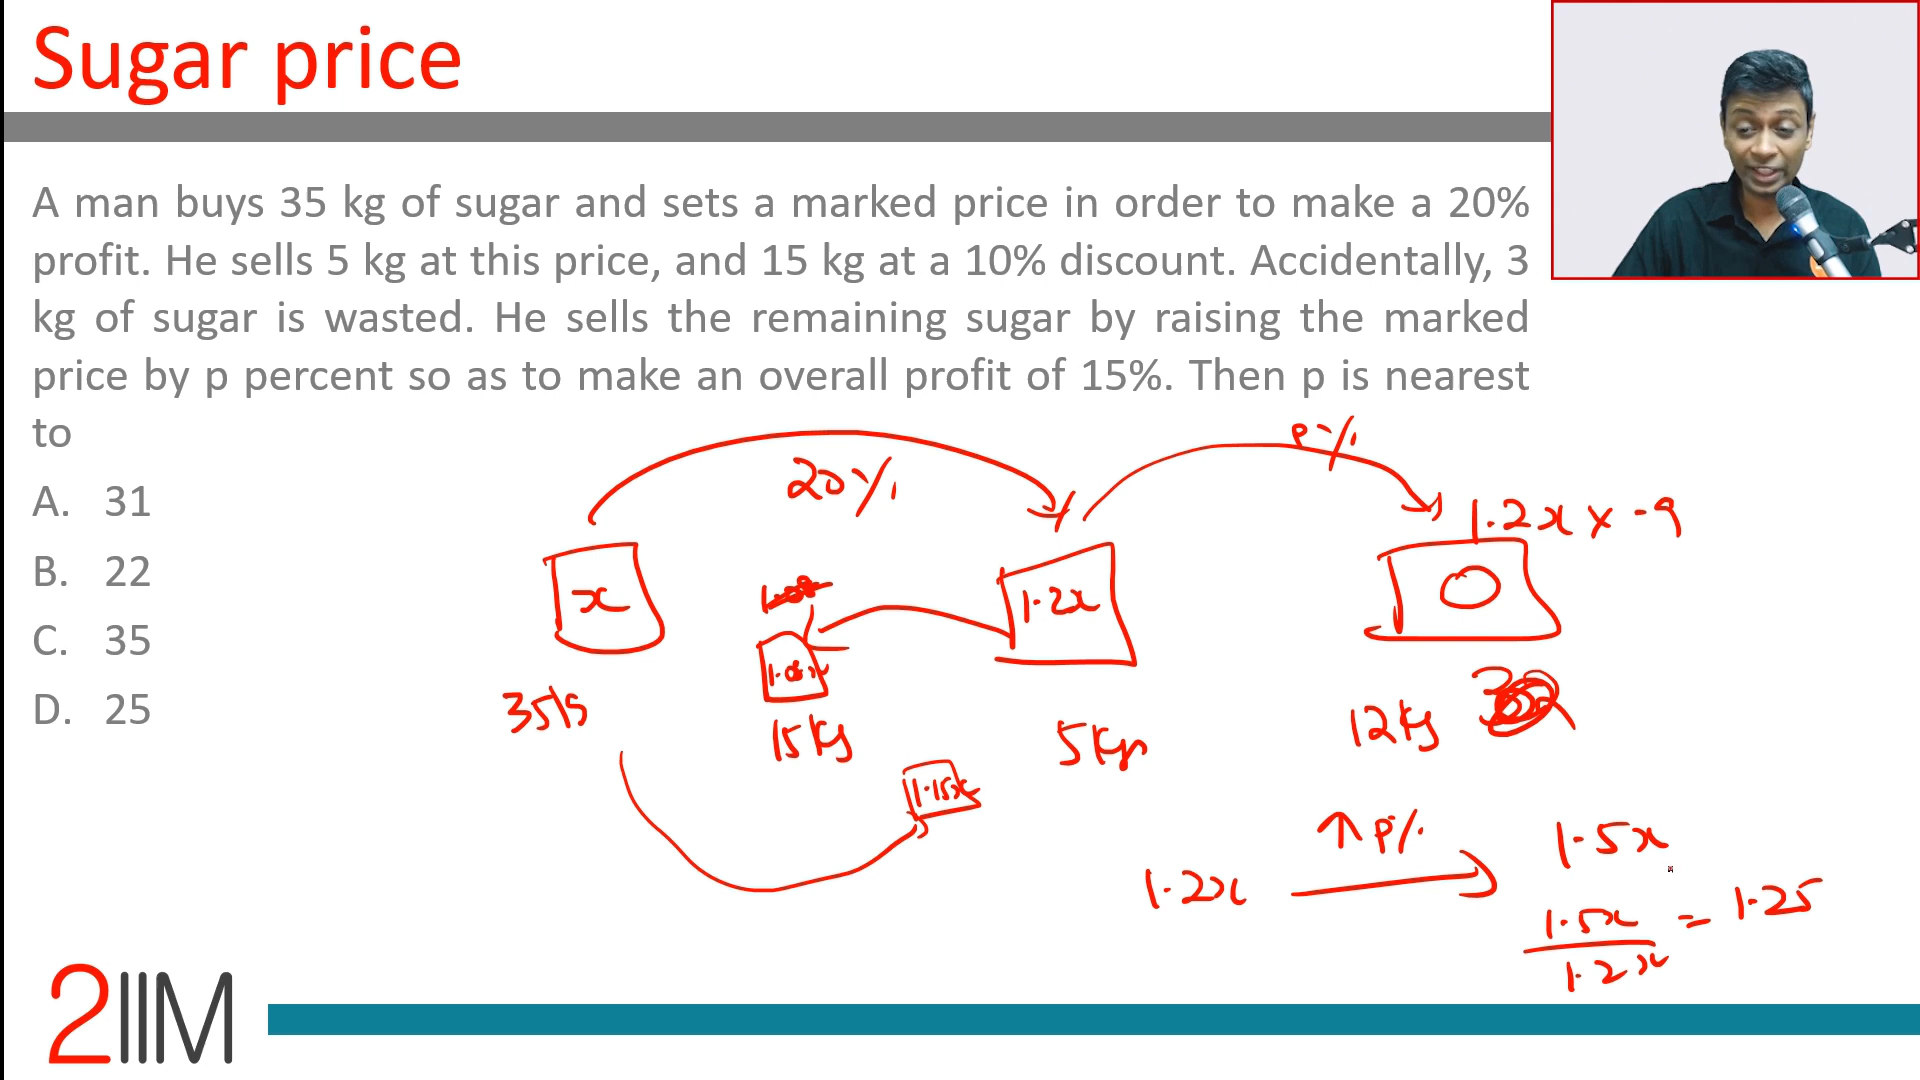 Sugar price
A man buys 35 kg of sugar and sets a marked price in order to make a 20%
profit. He sells 5 kg at this price, and 15 kg at a 10% discount. Accidentally, 3
kg of sugar is wasted. He sells the remaining sugar by raising the marked
price by p percent so as to make an overall profit of 15%. Then p is nearest
to
A. 31
B. 22
C. 35
D. 25
20%
P%
1.2x x .9
x
1.2x
1.08x
15kg
5kg
12kg
1.15x
↑ P%
1.2x
1.5x
1.5x
1.2x
= 1.25
2IIM